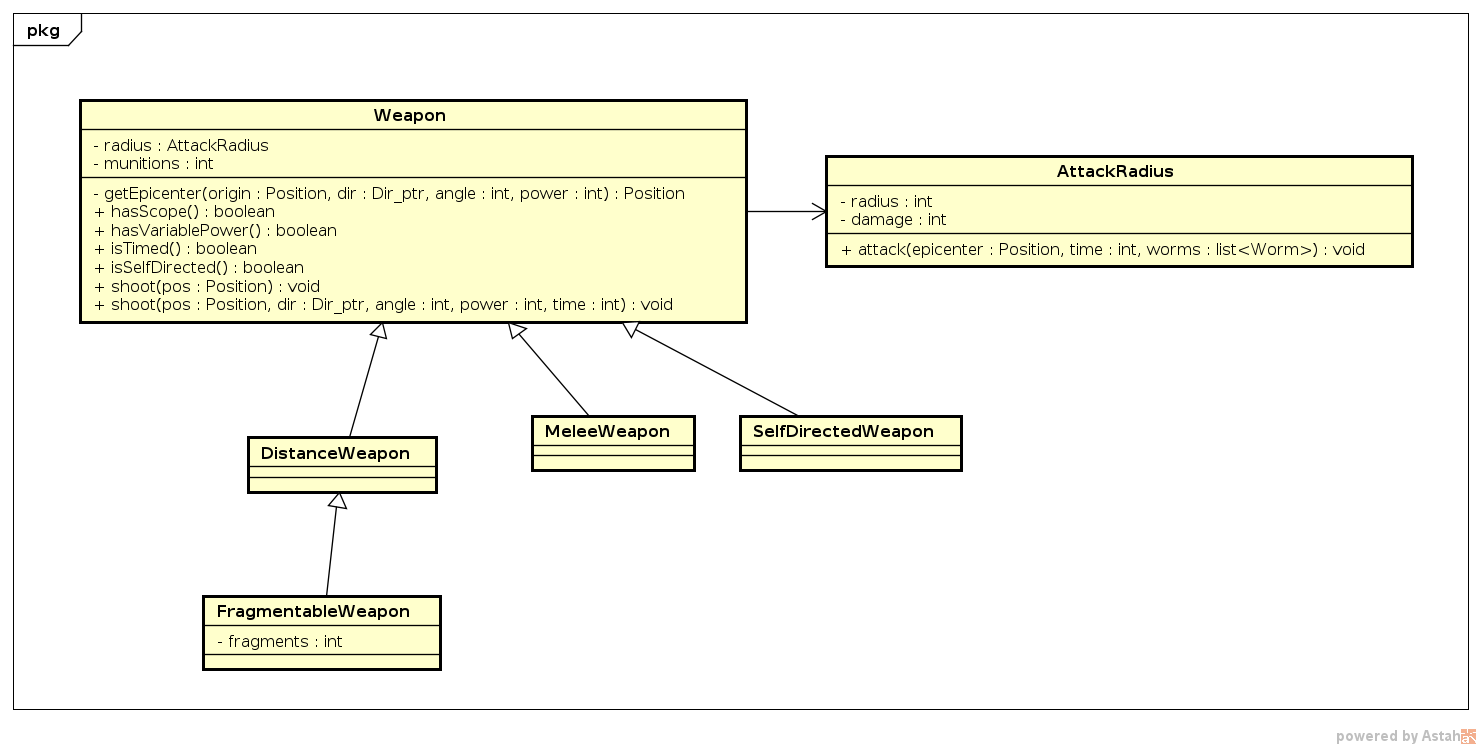 pkg
Weapon
- radius : AttackRadius
- munitions : int
- getEpicenter(origin : Position, dir : Dir_ptr, angle : int, power : int) : Position
+ hasScope() : boolean
+ hasVariablePower() : boolean
+ isTimed() : boolean
+ isSelfDirected() : boolean
+ shoot(pos : Position) : void
+ shoot(pos : Position, dir : Dir_ptr, angle : int, power : int, time : int) : void
AttackRadius
- radius : int
- damage : int
+ attack(epicenter : Position, time : int, worms : list<Worm>) : void
DistanceWeapon
MeleeWeapon
SelfDirectedWeapon
FragmentableWeapon
- fragments : int
powered by Astah